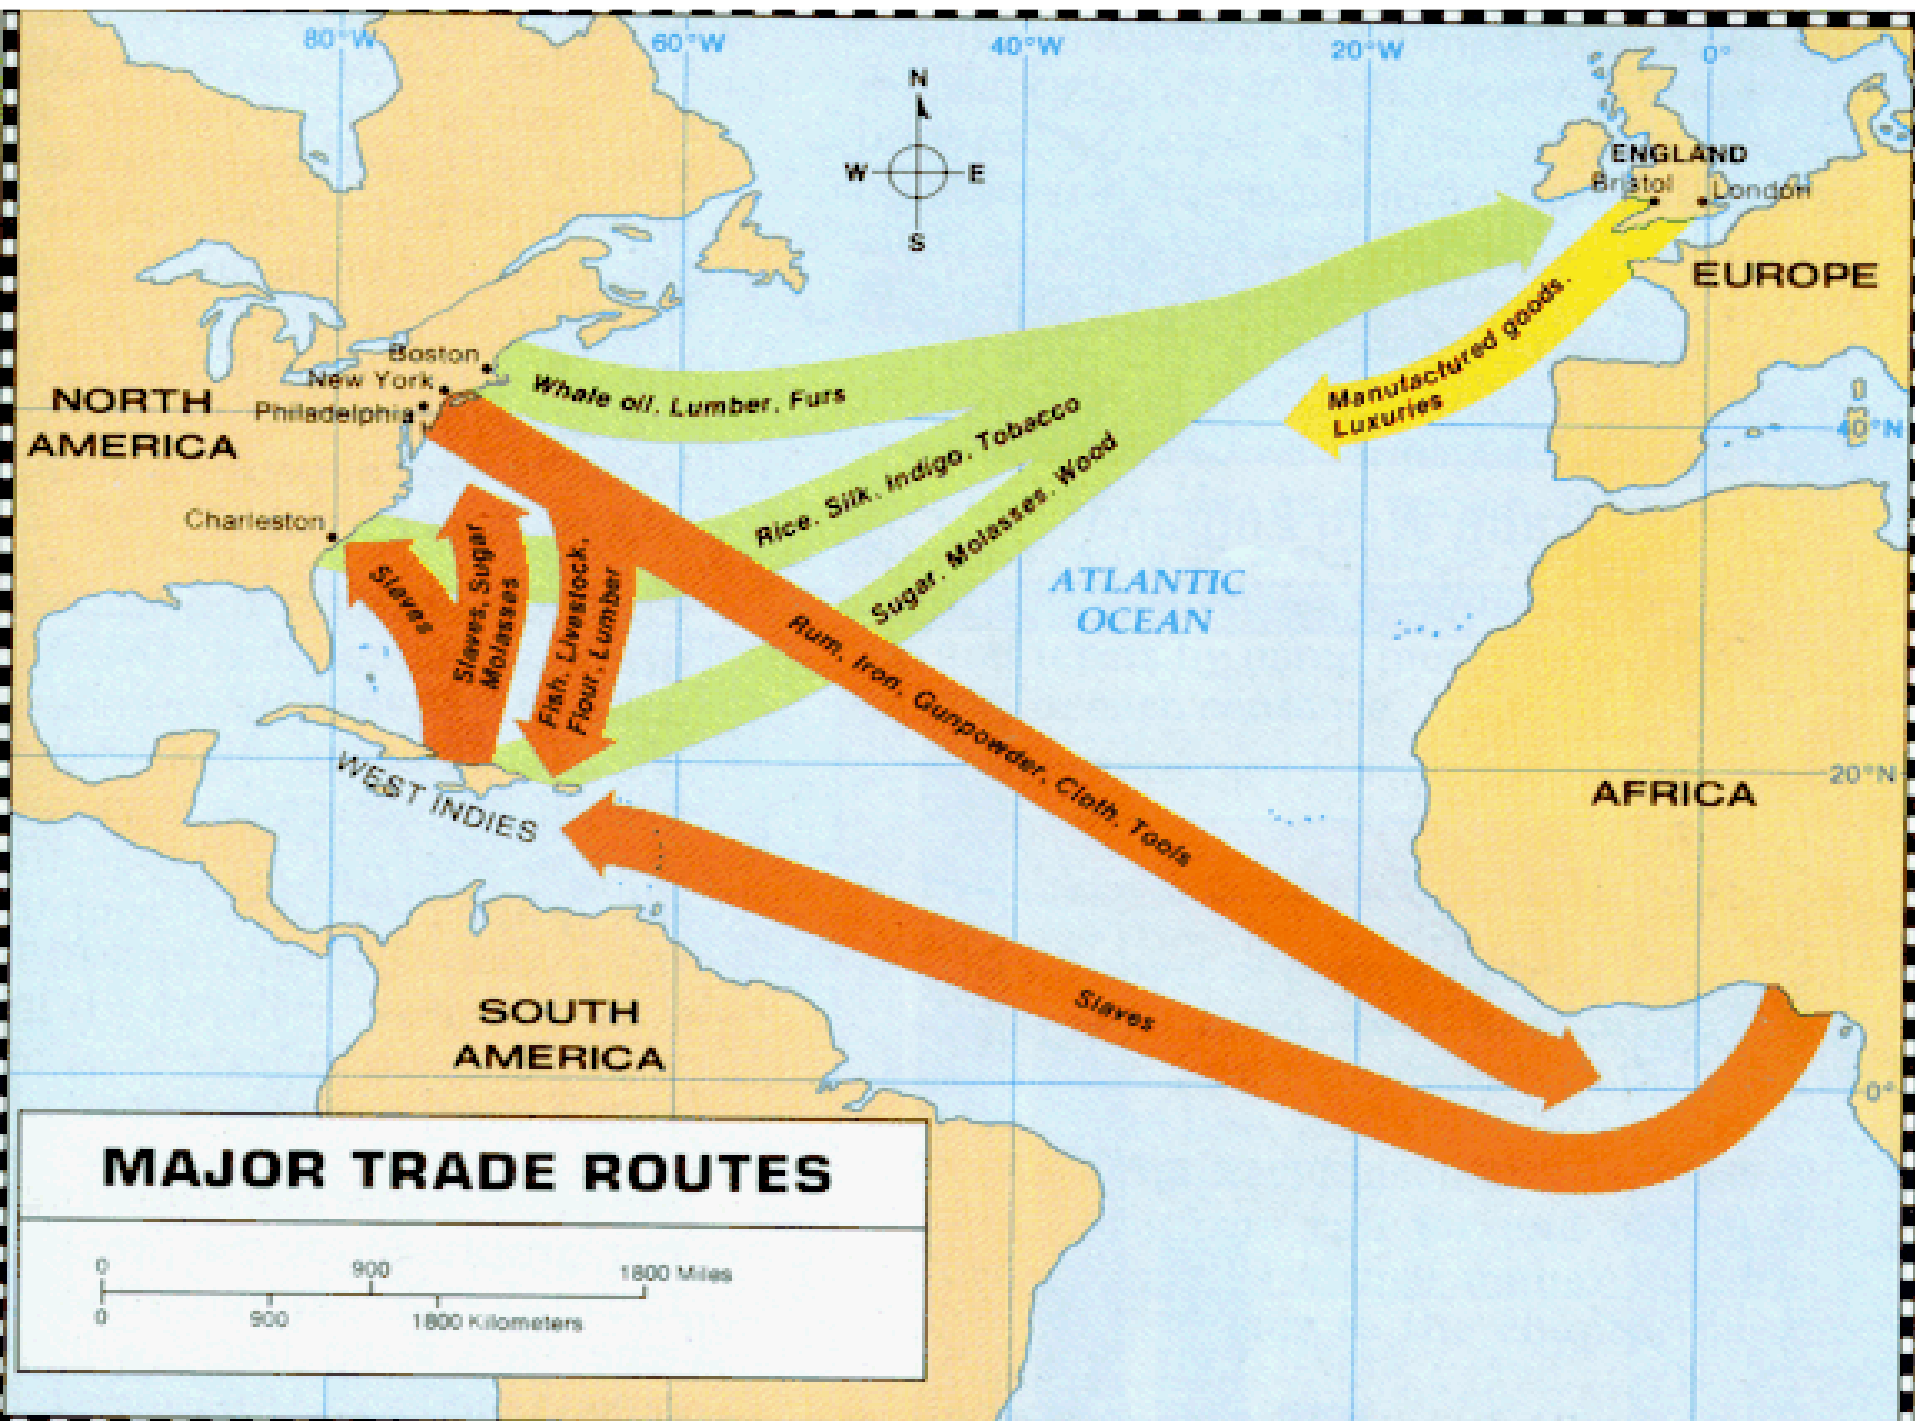 80°W
60°W
40°W
20°W
0°
N
W
E
S
ENGLAND
Bristol
London
EUROPE
Boston
New York
Philadelphia
NORTH
AMERICA
Charleston
Whale oil, Lumber, Furs
Rice, Silk, Indigo, Tobacco
Sugar, Molasses, Wood
Manufactured goods,
Luxuries
40°N
Slaves
Slaves, Sugar,
Molasses
Fish, Livestock,
Flour, Lumber
Rum, Iron, Gunpowder, Cloth, Tools
ATLANTIC
OCEAN
WEST INDIES
20°N
AFRICA
Slaves
SOUTH
AMERICA
0°
MAJOR TRADE ROUTES
0 900 1800 Miles
0 900 1800 Kilometers